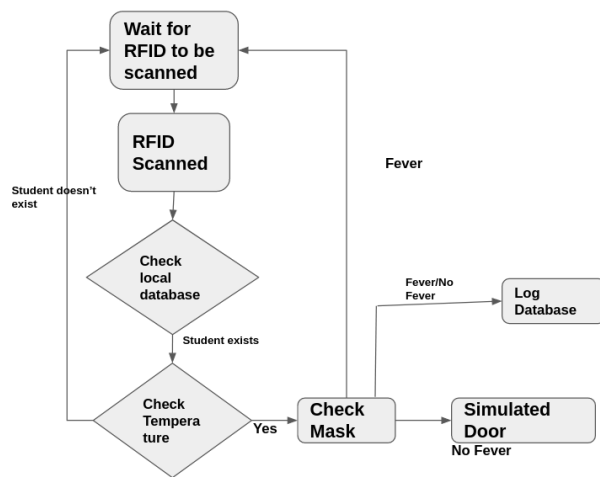 Wait for
RFID to be
scanned
RFID
Scanned
Fever
Student doesn't
exist
Check
local
database
Fever/No
Fever
Log
Database
Student exists
Check
Tempera
ture
Yes
Check
Mask
Simulated
Door
No Fever